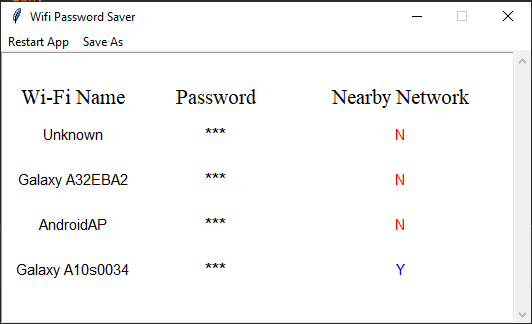 Wifi Password Saver
Restart App Save As
Wi-Fi Name Password Nearby Network
Unknown *** N
Galaxy A32EBA2 *** N
AndroidAP *** N
Galaxy A10s0034 *** Y